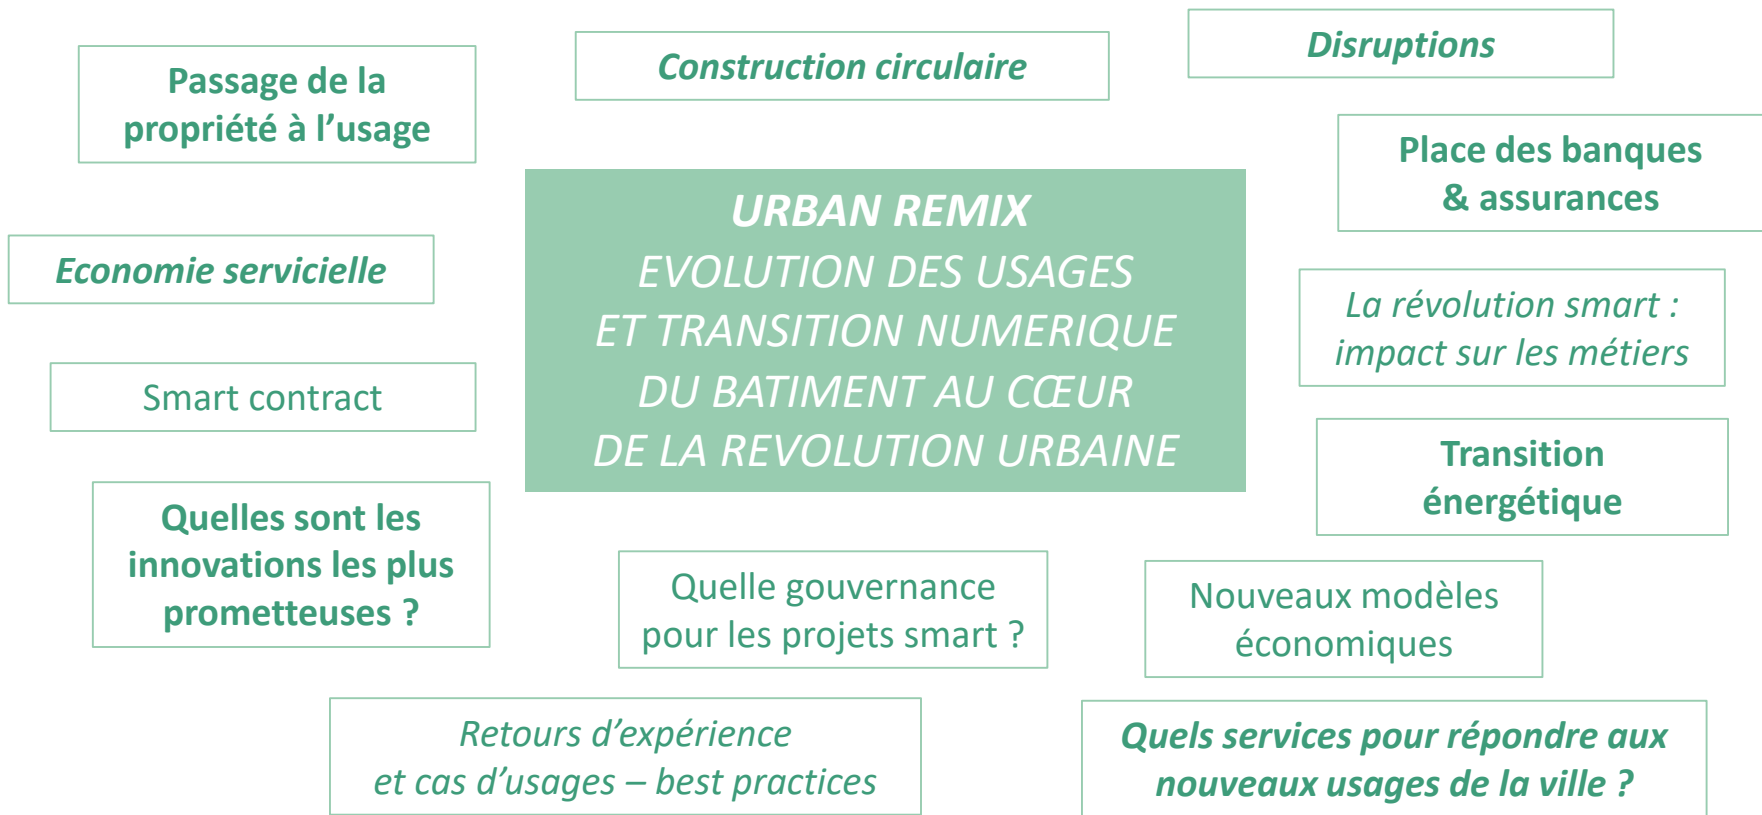 Passage de la
propriété à l’usage
Construction circulaire
Disruptions
Place des banques
& assurances
URBAN REMIX
EVOLUTION DES USAGES
ET TRANSITION NUMERIQUE
DU BATIMENT AU CŒUR
DE LA REVOLUTION URBAINE
Economie servicielle
La révolution smart :
impact sur les métiers
Smart contract
Transition
énergétique
Quelles sont les
innovations les plus
prometteuses ?
Quelle gouvernance
pour les projets smart ?
Nouveaux modèles
économiques
Retours d’expérience
et cas d’usages – best practices
Quels services pour répondre aux
nouveaux usages de la ville ?